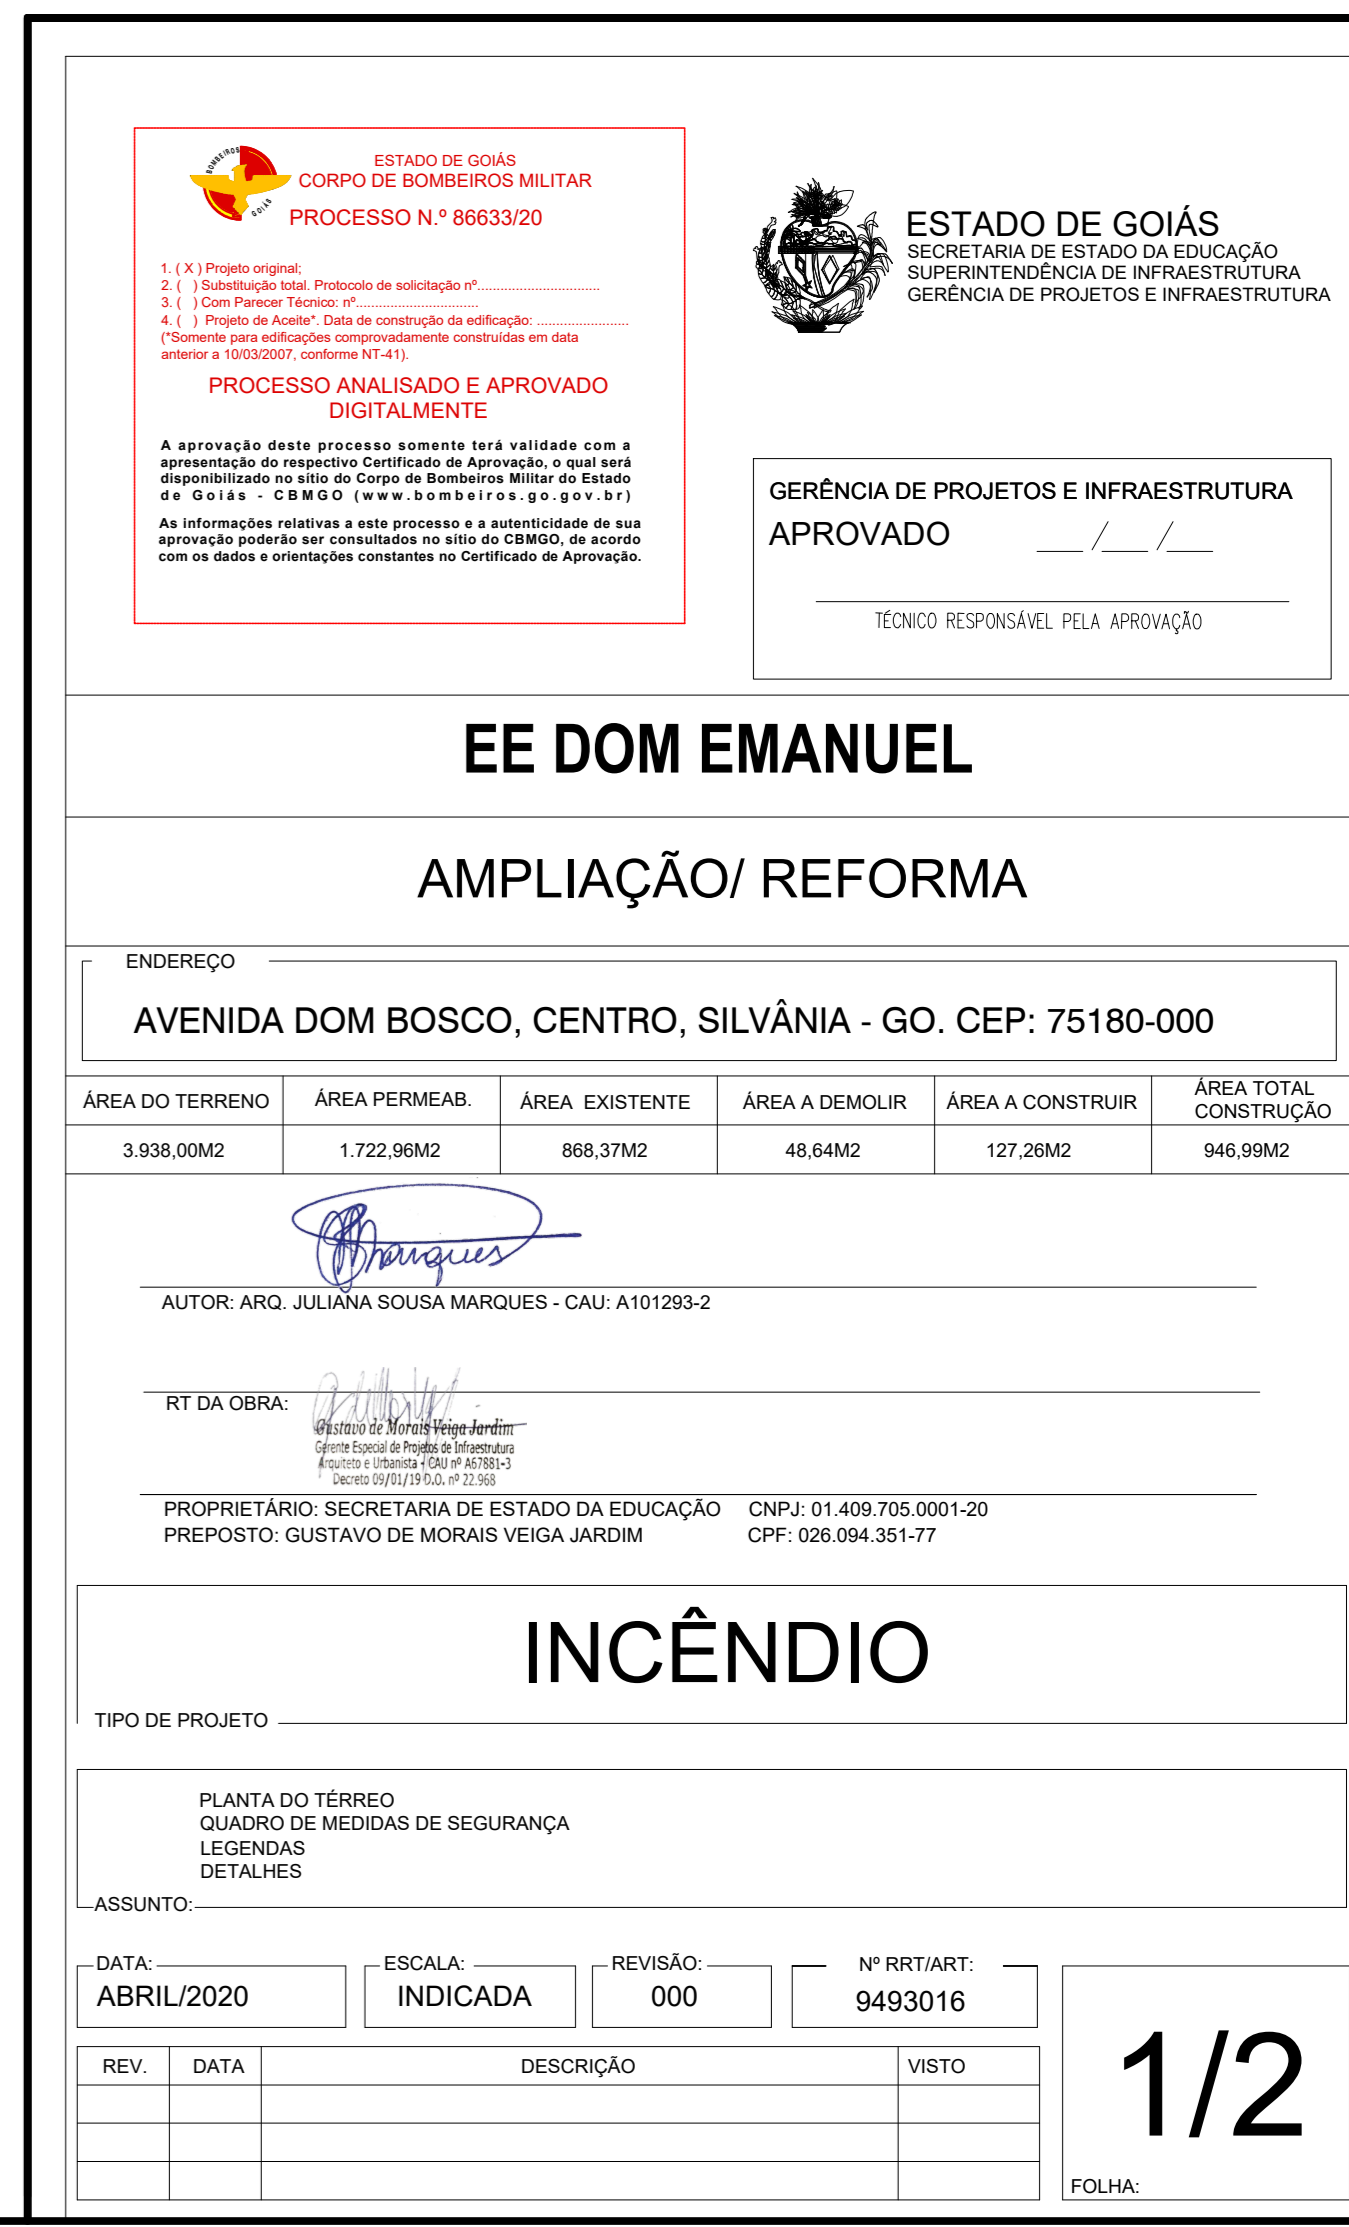 BOMBEIROS
GOIÁS
ESTADO DE GOIÁS
CORPO DE BOMBEIROS MILITAR
PROCESSO N.º 86633/20
1. ( X ) Projeto original;
2. (   ) Substituição total. Protocolo de solicitação nº................................
3. (   ) Com Parecer Técnico: nº................................
4. (   )  Projeto de Aceite*. Data de construção da edificação: ........................
(*Somente para edificações comprovadamente construídas em data
anterior a 10/03/2007, conforme NT-41).
PROCESSO ANALISADO E APROVADO
DIGITALMENTE
A aprovação deste processo somente terá validade com a
apresentação do respectivo Certificado de Aprovação, o qual será
disponibilizado no sítio do Corpo de Bombeiros Militar do Estado
de Goiás - CBMGO (www.bombeiros.go.gov.br)
As informações relativas a este processo e a autenticidade de sua
aprovação poderão ser consultados no sítio do CBMGO, de acordo
com os dados e orientações constantes no Certificado de Aprovação.
ESTADO DE GOIÁS
SECRETARIA DE ESTADO DA EDUCAÇÃO
SUPERINTENDÊNCIA DE INFRAESTRUTURA
GERÊNCIA DE PROJETOS E INFRAESTRUTURA
GERÊNCIA DE PROJETOS E INFRAESTRUTURA
APROVADO ___ /___ /___
TÉCNICO RESPONSÁVEL PELA APROVAÇÃO
EE DOM EMANUEL
AMPLIAÇÃO/ REFORMA
ENDEREÇO
AVENIDA DOM BOSCO, CENTRO, SILVÂNIA - GO. CEP: 75180-000
ÁREA DO TERRENO ÁREA PERMEAB. ÁREA EXISTENTE ÁREA A DEMOLIR ÁREA A CONSTRUIR ÁREA TOTAL CONSTRUÇÃO
3.938,00M2 1.722,96M2 868,37M2 48,64M2 127,26M2 946,99M2
Marques
AUTOR: ARQ. JULIANA SOUSA MARQUES - CAU: A101293-2
RT DA OBRA:
Gustavo de Morais Veiga Jardim
Gerente Especial de Projetos de Infraestrutura
Arquiteto e Urbanista - CAU nº A67881-3
Decreto 09/01/19 D.O. nº 22.968
PROPRIETÁRIO: SECRETARIA DE ESTADO DA EDUCAÇÃO CNPJ: 01.409.705.0001-20
PREPOSTO: GUSTAVO DE MORAIS VEIGA JARDIM CPF: 026.094.351-77
INCÊNDIO
TIPO DE PROJETO
PLANTA DO TÉRREO
QUADRO DE MEDIDAS DE SEGURANÇA
LEGENDAS
DETALHES
ASSUNTO:
DATA: ESCALA: REVISÃO: Nº RRT/ART:
ABRIL/2020 INDICADA 000 9493016
REV. DATA DESCRIÇÃO VISTO
1/2
FOLHA: